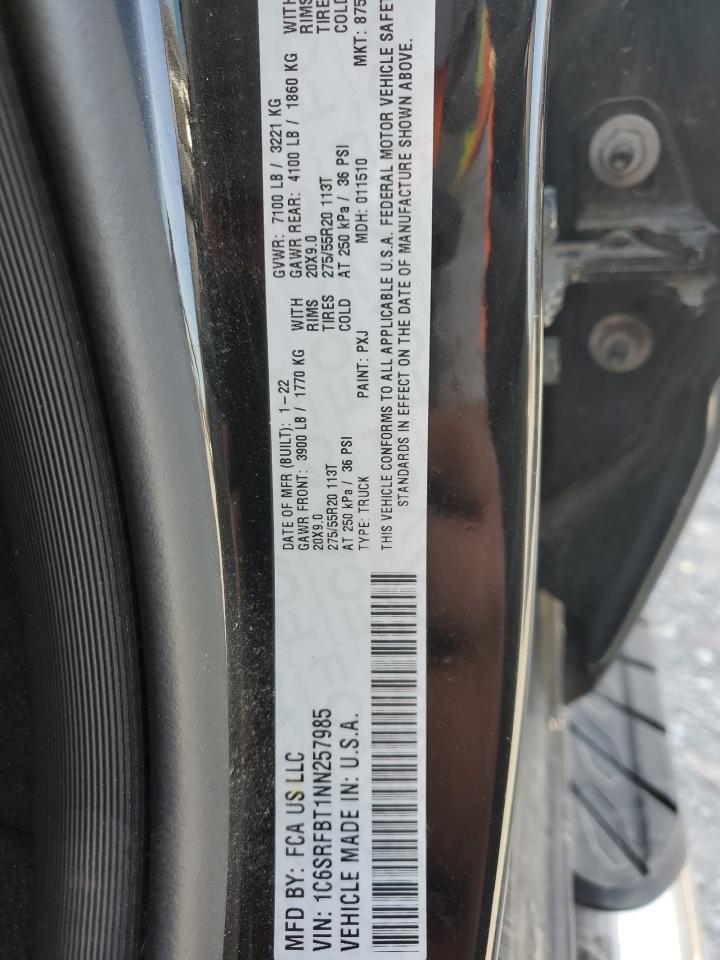 MFD BY: FCA US LLC
VIN: 1C6SRFBT1NN257985
VEHICLE MADE IN: U.S.A.
DATE OF MFR (BUILT): 1-22
GAWR FRONT: 3900 LB / 1770 KG WITH
20X9.0 RIMS
275/55R20 113T TIRES
AT 250 kPa / 36 PSI COLD
TYPE: TRUCK PAINT: PXJ
GVWR: 7100 LB / 3221 KG
GAWR REAR: 4100 LB / 1860 KG WITH
20X9.0 RIMS
275/55R20 113T TIRES
AT 250 kPa / 36 PSI COLD
MDH: 011510 MKT: 875
THIS VEHICLE CONFORMS TO ALL APPLICABLE U.S.A. FEDERAL MOTOR VEHICLE SAFET
STANDARDS IN EFFECT ON THE DATE OF MANUFACTURE SHOWN ABOVE.